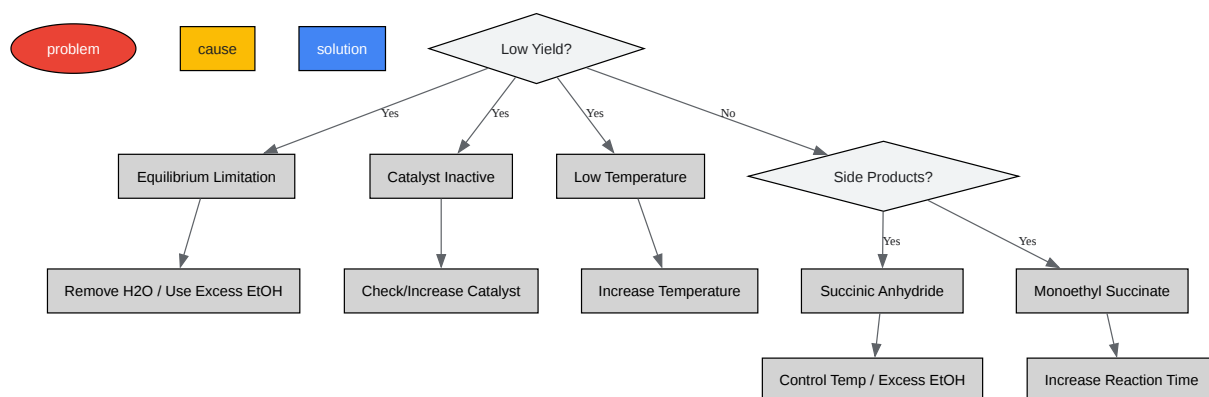 problem
cause
solution
Low Yield?
Yes
Yes
Yes
No
Equilibrium Limitation
Catalyst Inactive
Low Temperature
Side Products?
Yes
Yes
Remove H2O / Use Excess EtOH
Check/Increase Catalyst
Increase Temperature
Succinic Anhydride
Monoethyl Succinate
Control Temp / Excess EtOH
Increase Reaction Time